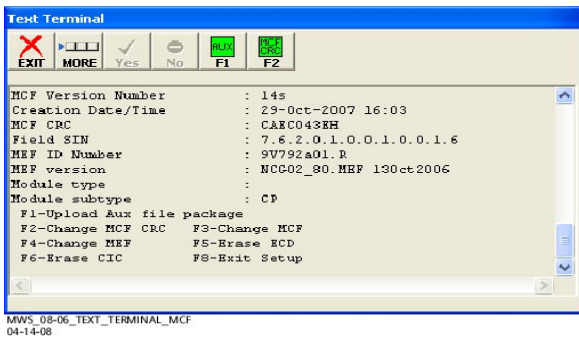 Text Terminal
EXIT MORE Yes No AUX F1 MCF CRC F2
MCF Version Number : 14s
Creation Date/Time : 29-Oct-2007 16:03
MCF CRC : CAEC043EH
Field SIN : 7.6.2.0.1.0.0.1.0.0.1.6
MEF ID Number : 9V792a01.R
MEF version : NCG02_80.MEF 13Oct2006
Module type :
Module subtype : CP
F1-Upload Aux file package
F2-Change MCF CRC F3-Change MCF
F4-Change MEF F5-Erase ECD
F6-Erase CIC F8-Exit Setup
MWS_08-06_TEXT_TERMINAL_MCF
04-14-08